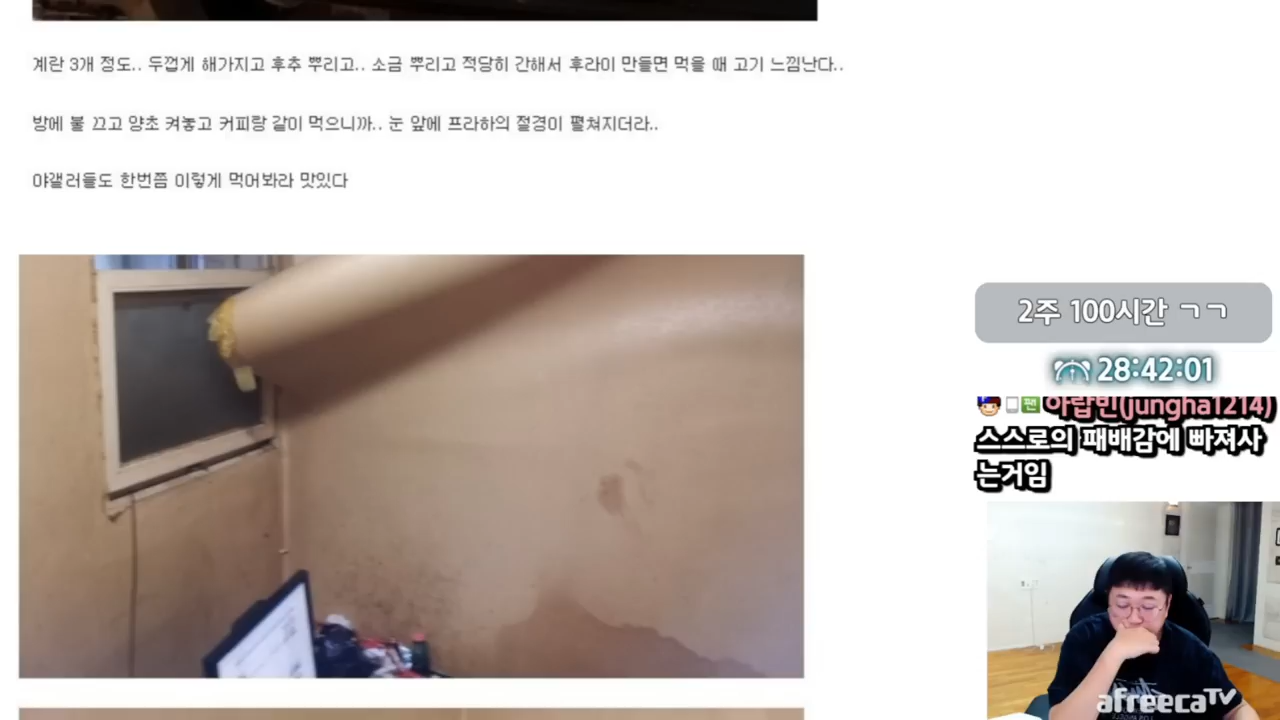 계란 3개 정도.. 두껍게 해가지고 후추 뿌리고.. 소금 뿌리고 적당히 간해서 후라이 만들면 먹을 때 고기 느낌난다..
방에 불 끄고 양초 켜놓고 커피랑 같이 먹으니까.. 눈 앞에 프라하의 절경이 펼쳐지더라..
야갤러들도 한번쯤 이렇게 먹어봐라 맛있다
2주 100시간 ㄱㄱ
28:42:01
팬 하랍빈(jungha1214)
스스로의 패배감에 빠져사
는거임
afreecaTV